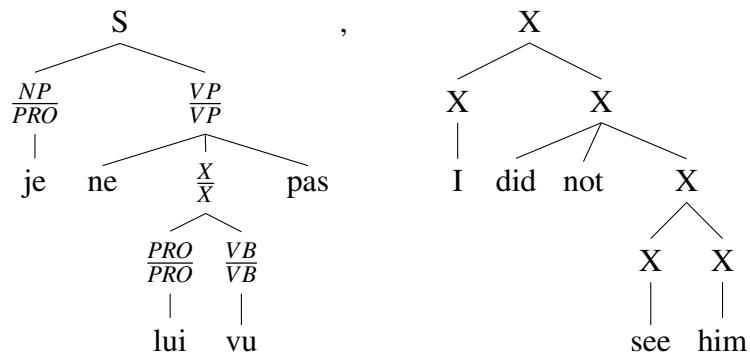 S , X
NP/PRO VP/VP X X
je ne X/X pas I did not X
PRO/PRO VB/VB X X
lui vu see him